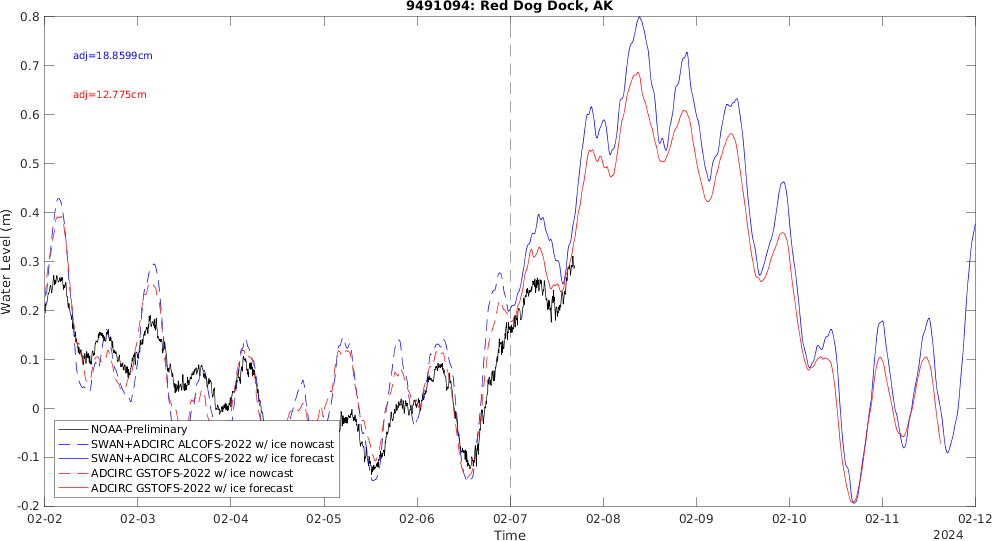 9491094: Red Dog Dock, AK
adj=18.8599cm
adj=12.775cm
Water Level (m)
0.8
0.7
0.6
0.5
0.4
0.3
0.2
0.1
0
-0.1
-0.2
NOAA-Preliminary
SWAN+ADCIRC ALCOFS-2022 w/ ice nowcast
SWAN+ADCIRC ALCOFS-2022 w/ ice forecast
ADCIRC GSTOFS-2022 w/ ice nowcast
ADCIRC GSTOFS-2022 w/ ice forecast
02-02 02-03 02-04 02-05 02-06 02-07 02-08 02-09 02-10 02-11 02-12
Time
2024